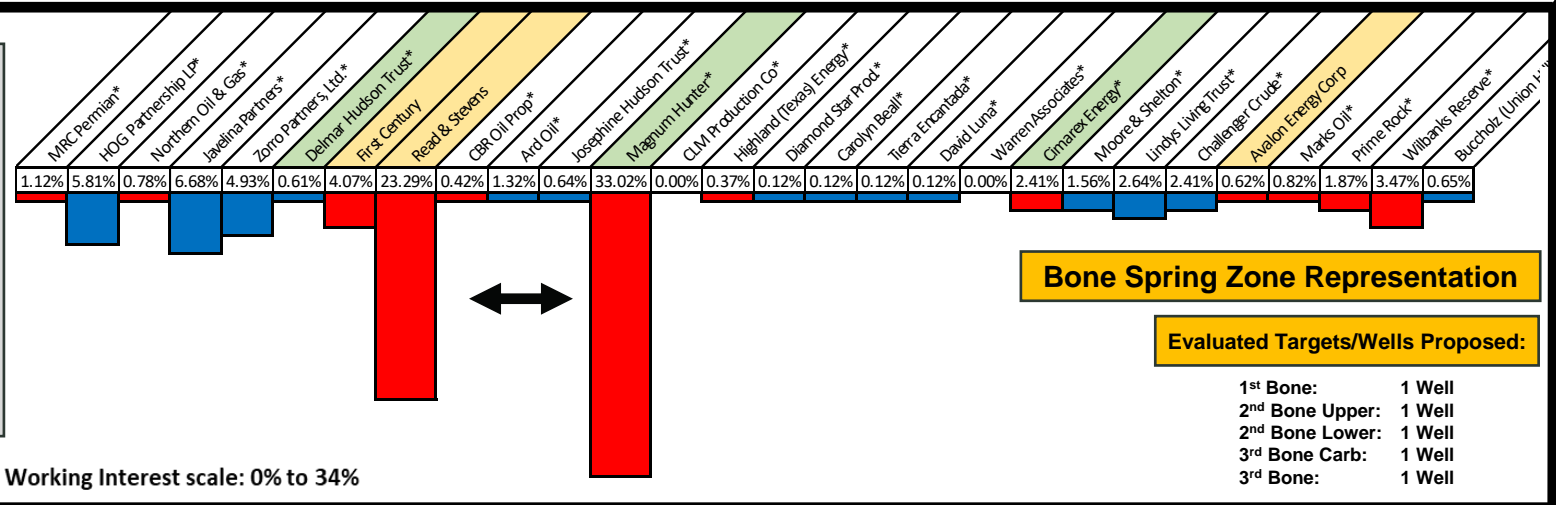 MRC Permian*
HOG Partnership LP*
Northern Oil & Gas*
Javelina Partners*
Zorro Partners, Ltd.*
Delmar Hudson Trust*
First Century
Read & Stevens
CBR Oil Prop*
Ard Oil*
Josephine Hudson Trust*
Magnum Hunter*
CLM Production Co*
Highland (Texas) Energy*
Diamond Star Prod.*
Carolyn Beall*
Tierra Encantada*
David Luna*
Warren Associates*
Cimarex Energy*
Moore & Shelton*
Lindys Living Trust*
Challenger Crude*
Avalon Energy Corp
Marks Oil*
Prime Rock*
Wilbanks Reserve*
Buccholz (Union
1.12% 5.81% 0.78% 6.68% 4.93% 0.61% 4.07% 23.29% 0.42% 1.32% 0.64% 33.02% 0.00% 0.37% 0.12% 0.12% 0.12% 0.12% 0.00% 2.41% 1.56% 2.64% 2.41% 0.62% 0.82% 1.87% 3.47% 0.65%
Bone Spring Zone Representation
Evaluated Targets/Wells Proposed:
1st Bone: 1 Well
2nd Bone Upper: 1 Well
2nd Bone Lower: 1 Well
3rd Bone Carb: 1 Well
3rd Bone: 1 Well
Working Interest scale: 0% to 34%